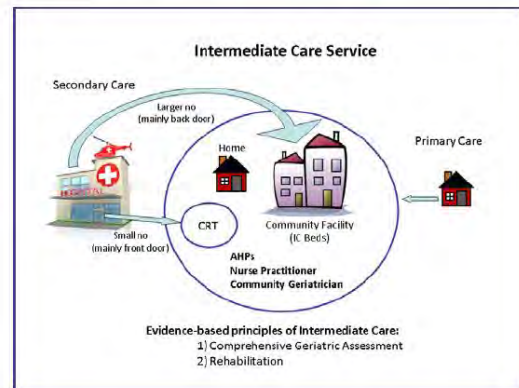 Intermediate Care Service
Secondary Care
Larger no
(mainly back door)
Home
Primary Care
CRT
Small no
(mainly front door)
Community Facility
(IC Beds)
AHPs
Nurse Practitioner
Community Geriatrician
Evidence-based principles of Intermediate Care:
1) Comprehensive Geriatric Assessment
2) Rehabilitation